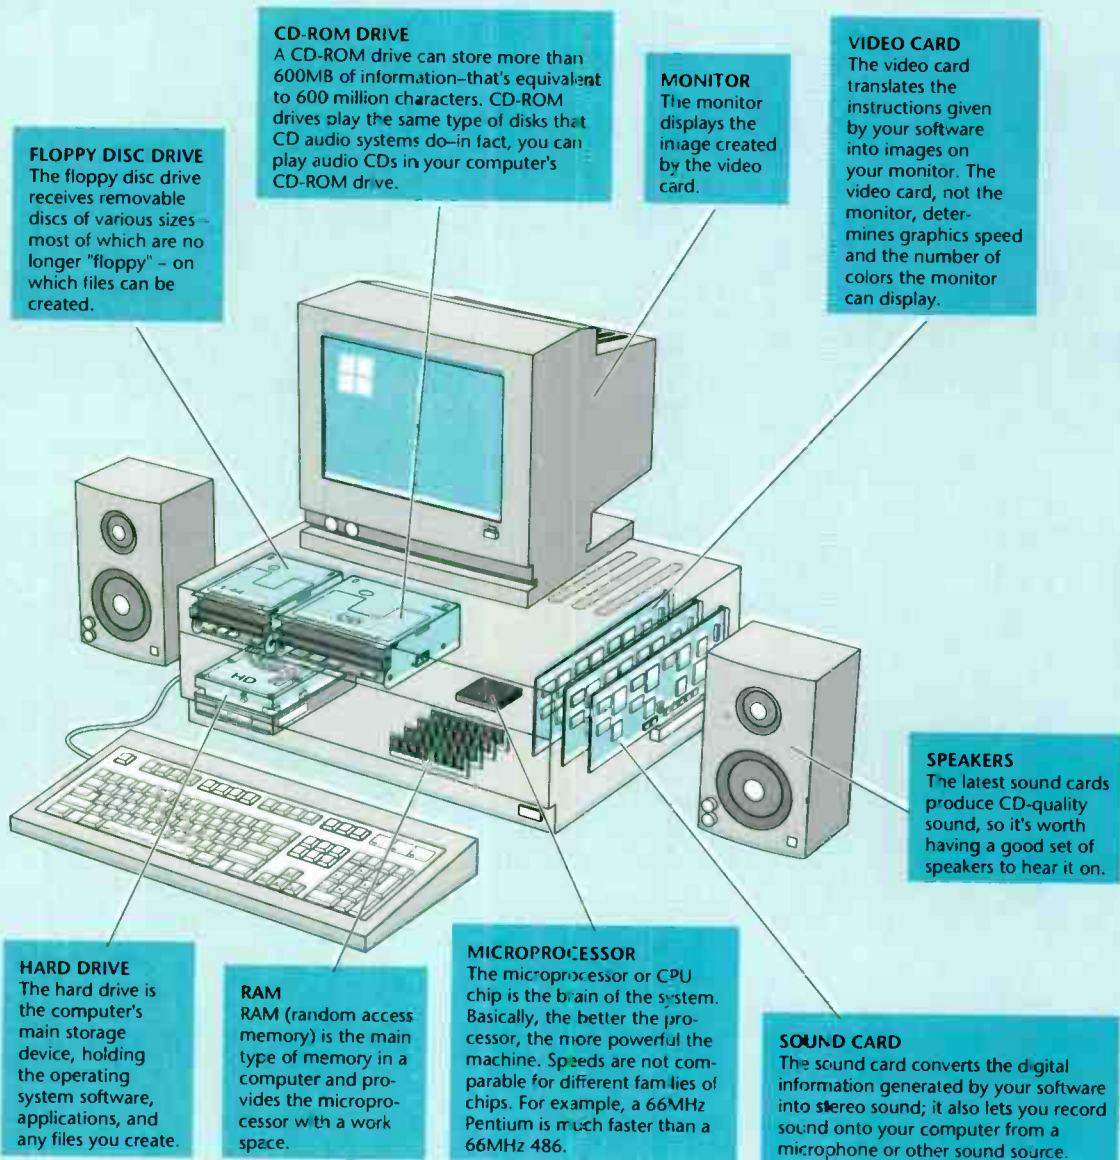 CD-ROM DRIVE
A CD-ROM drive can store more than
600MB of information–that's equivalent
to 600 million characters. CD-ROM
drives play the same type of disks that
CD audio systems do–in fact, you can
play audio CDs in your computer's
CD-ROM drive.
MONITOR
The monitor
displays the
image created
by the video
card.
VIDEO CARD
The video card
translates the
instructions given
by your software
into images on
your monitor. The
video card, not the
monitor, deter-
mines graphics speed
and the number of
colors the monitor
can display.
FLOPPY DISC DRIVE
The floppy disc drive
receives removable
discs of various sizes –
most of which are no
longer "floppy" – on
which files can be
created.
HD
SPEAKERS
The latest sound cards
produce CD-quality
sound, so it's worth
having a good set of
speakers to hear it on.
HARD DRIVE
The hard drive is
the computer's
main storage
device, holding
the operating
system software,
applications, and
any files you create.
RAM
RAM (random access
memory) is the main
type of memory in a
computer and pro-
vides the micropro-
cessor with a work
space.
MICROPROCESSOR
The microprocessor or CPU
chip is the brain of the system.
Basically, the better the pro-
cessor, the more powerful the
machine. Speeds are not com-
parable for different families of
chips. For example, a 66MHz
Pentium is much faster than a
66MHz 486.
SOUND CARD
The sound card converts the digital
information generated by your software
into stereo sound; it also lets you record
sound onto your computer from a
microphone or other sound source.